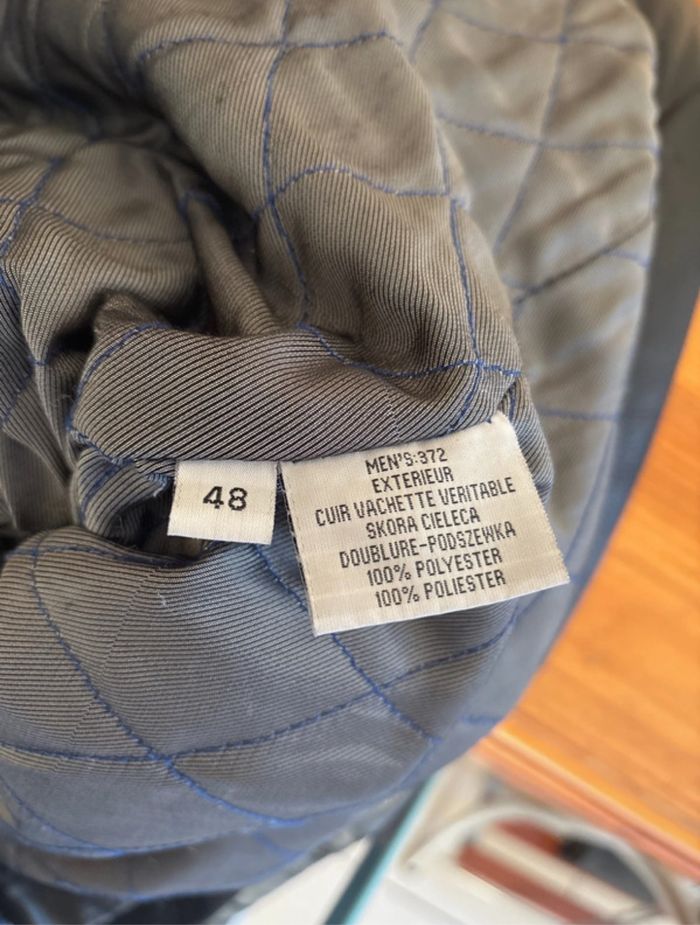 48
MEN'S:372
EXTERIEUR
CUIR VACHETTE VERITABLE
SKORA CIELECA
DOUBLURE-PODSZEWKA
100% POLYESTER
100% POLIESTER